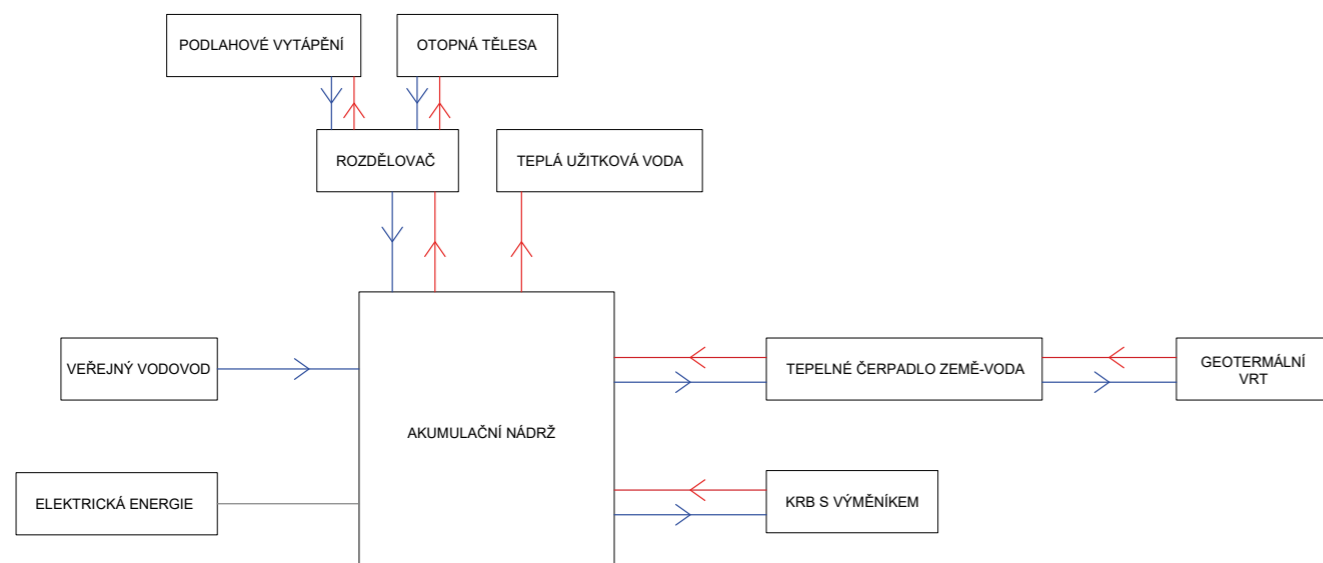 PODLAHOVÉ VYTÁPĚNÍ
OTOPNÁ TĚLESA
ROZDĚLOVAČ
TEPLÁ UŽITKOVÁ VODA
VEŘEJNÝ VODOVOD
TEPELNÉ ČERPADLO ZEMĚ-VODA
GEOTERMÁLNÍ
VRT
AKUMULAČNÍ NÁDRŽ
ELEKTRICKÁ ENERGIE
KRB S VÝMĚNÍKEM